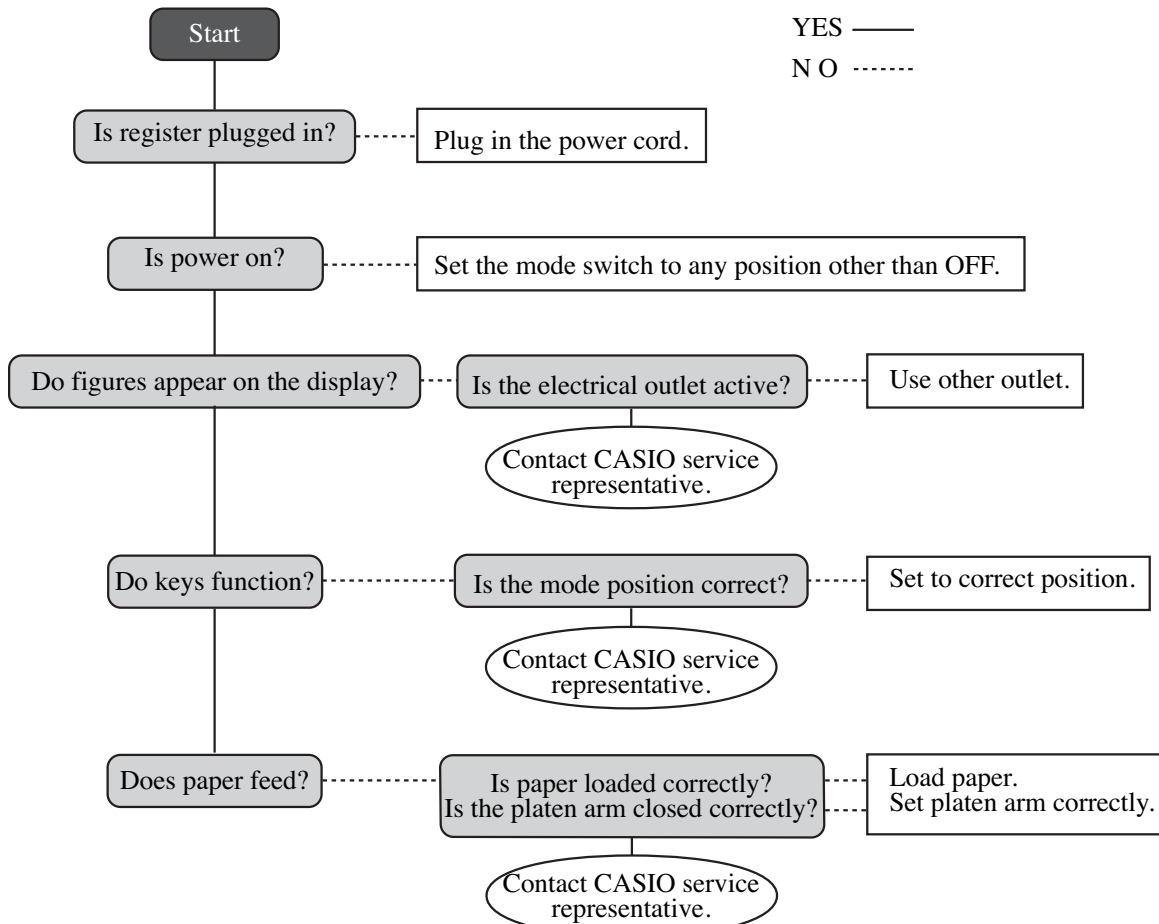 Start
YES
N O
Is register plugged in?
Plug in the power cord.
Is power on?
Set the mode switch to any position other than OFF.
Do figures appear on the display?
Is the electrical outlet active?
Use other outlet.
Contact CASIO service
representative.
Do keys function?
Is the mode position correct?
Set to correct position.
Contact CASIO service
representative.
Does paper feed?
Is paper loaded correctly?
Is the platen arm closed correctly?
Load paper.
Set platen arm correctly.
Contact CASIO service
representative.